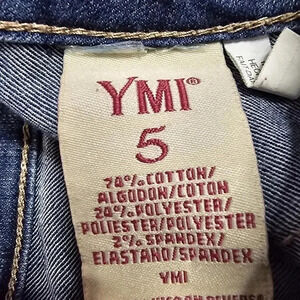 YMI®
5
74% COTTON/
ALGODON/COTON
24% POLYESTER/
POLIESTER/POLYESTER
2% SPANDEX/
ELASTANO/SPANDEX
YMI